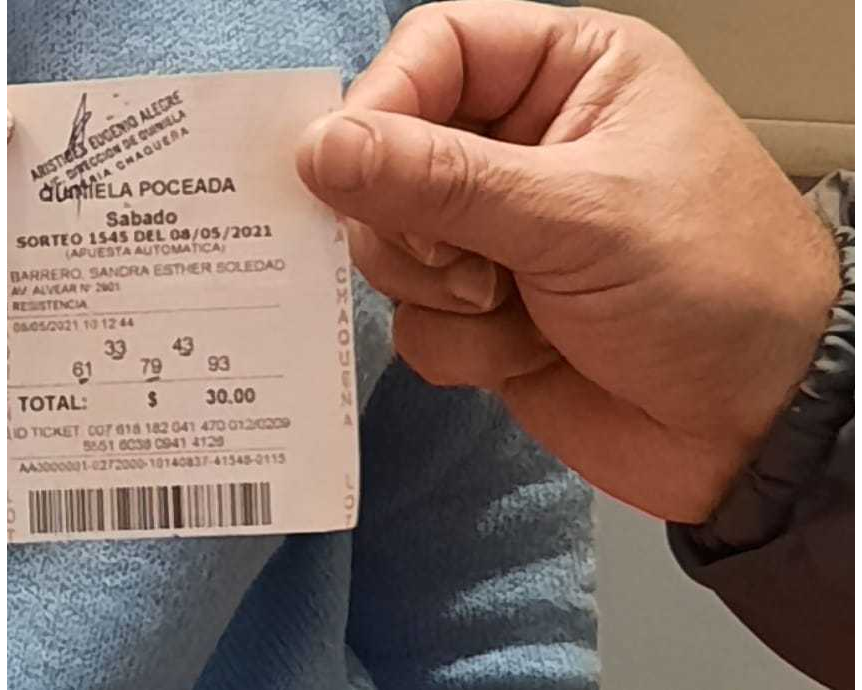 ARISTIDES EUGENIO ALEGRE
DIRECCION DE QUINIELA
CHAQUEÑA
QUINIELA POCEADA
Sabado
SORTEO 1545 DEL 08/05/2021
(APUESTA AUTOMATICA)
BARRERO, SANDRA ESTHER SOLEDAD
AV ALVEAR Nº 2901
RESISTENCIA
08/05/2021 10 12 44
33 43
61 79 93
TOTAL: $ 30.00
ID TICKET: 007 618 182 041 470 012/0209
5551 6038 0941 4126
AA3000001-0272000-10140837-41548-0115
A CHAQUEÑA LOT